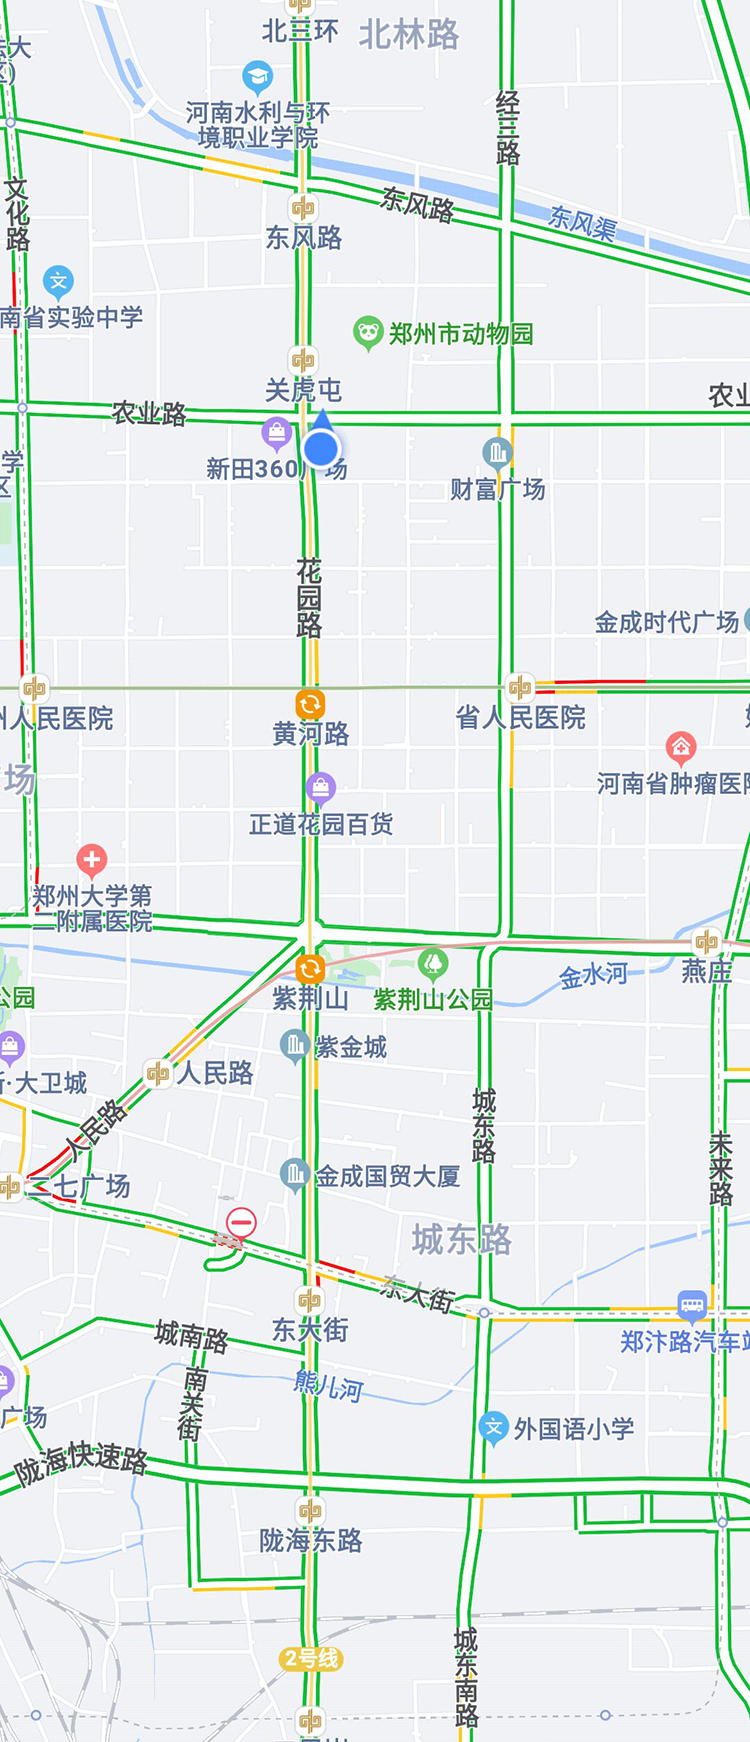 北三环
北林路
河南水利与环
境职业学院
经三路
文化路
东风路
东风渠
东风路
南省实验中学
郑州市动物园
关虎屯
农业路
农业
新田360广场
财富广场
花园路
金成时代广场
州人民医院
省人民医院
黄河路
场
河南省肿瘤医院
正道花园百货
郑州大学第
二附属医院
燕庄
金水河
公园
紫荆山
紫荆山公园
紫金城
·大卫城
人民路
人民路
城东路
未来路
二七广场
金成国贸大厦
城东路
东大街
东大街
城南路
郑汴路汽车站
南关街
熊儿河
广场
外国语小学
陇海快速路
陇海东路
2号线
城东南路